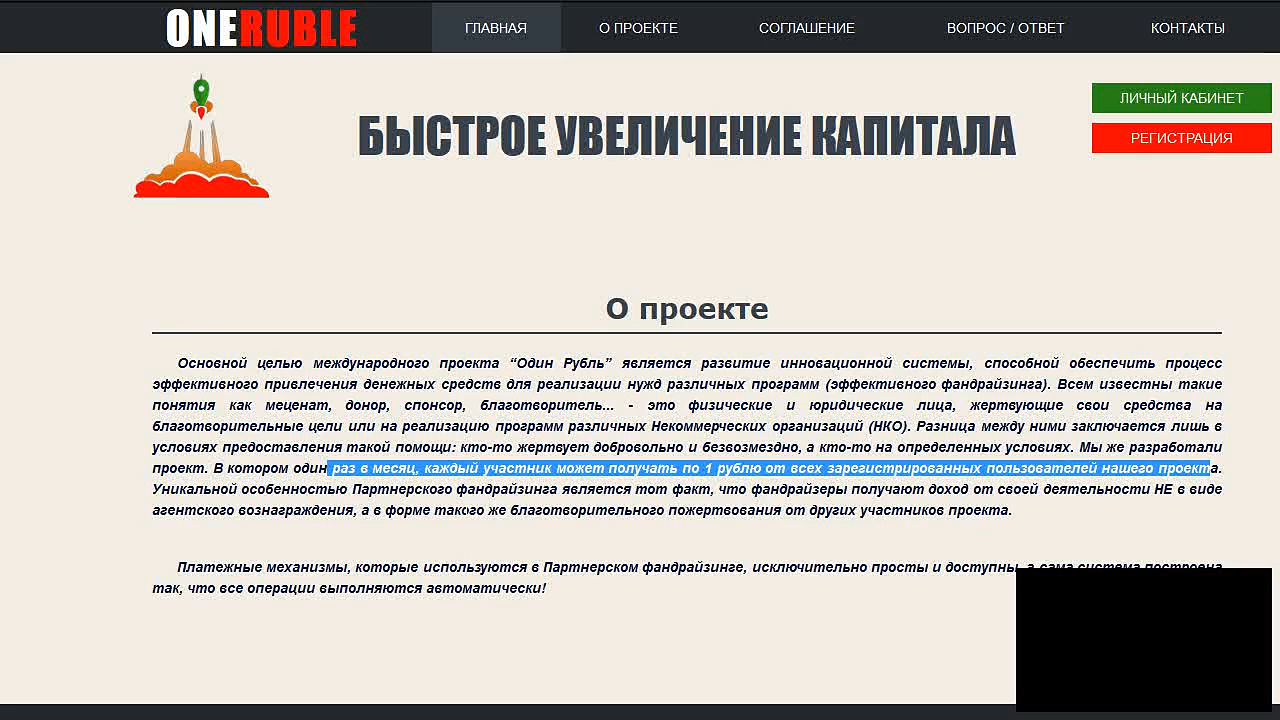 ONERUBLE
ГЛАВНАЯ
О ПРОЕКТЕ
СОГЛАШЕНИЕ
ВОПРОС / ОТВЕТ
КОНТАКТЫ
ЛИЧНЫЙ КАБИНЕТ
БЫСТРОЕ УВЕЛИЧЕНИЕ КАПИТАЛА
РЕГИСТРАЦИЯ
О проекте
Основной целью международного проекта “Один Рубль” является развитие инновационной системы, способной обеспечить процесс
эффективного привлечения денежных средств для реализации нужд различных программ (эффективного фандрайзинга). Всем известны такие
понятия как меценат, донор, спонсор, благотворитель... - это физические и юридические лица, жертвующие свои средства на
благотворительные цели или на реализацию программ различных Некоммерческих организаций (НКО). Разница между ними заключается лишь в
условиях предоставления такой помощи: кто-то жертвует добровольно и безвозмездно, а кто-то на определенных условиях. Мы же разработали
проект. В котором один раз в месяц, каждый участник может получать по 1 рублю от всех зарегистрированных пользователей нашего проекта.
Уникальной особенностью Партнерского фандрайзинга является тот факт, что фандрайзеры получают доход от своей деятельности НЕ в виде
агентского вознаграждения, а в форме такого же благотворительного пожертвования от других участников проекта.
Платежные механизмы, которые используются в Партнерском фандрайзинге, исключительно просты и доступны, а сама система построена
так, что все операции выполняются автоматически!